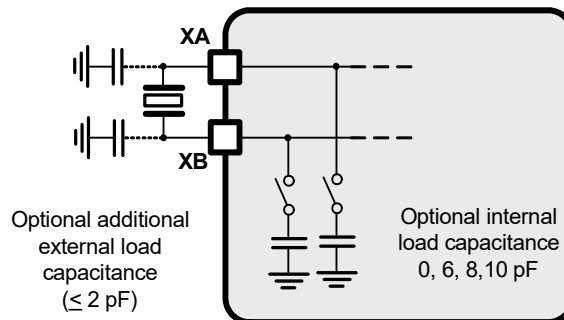 XA
XB
Optional additional
external load
capacitance
(≤ 2 pF)
Optional internal
load capacitance
0, 6, 8,10 pF